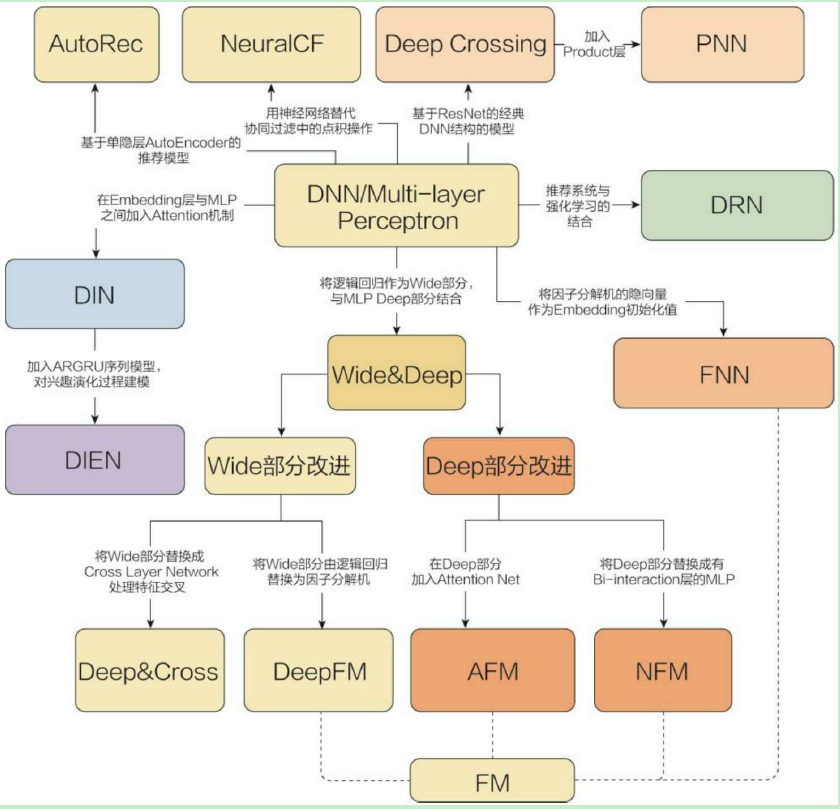 AutoRec
NeuralCF
Deep Crossing
加入
Product层
PNN
基于单隐层AutoEncoder的
推荐模型
用神经网络替代
协同过滤中的点积操作
基于ResNet的经典
DNN结构的模型
在Embedding层与MLP
之间加入Attention机制
DNN/Multi-layer
Perceptron
推荐系统与
强化学习的
结合
DRN
DIN
将逻辑回归作为Wide部分，
与MLP Deep部分结合
将因子分解机的隐向量
作为Embedding初始化值
加入ARGRU序列模型，
对兴趣演化过程建模
Wide&Deep
FNN
DIEN
Wide部分改进
Deep部分改进
将Wide部分替换成
Cross Layer Network
处理特征交叉
将Wide部分由逻辑回归
替换为因子分解机
在Deep部分
加入Attention Net
将Deep部分替换成有
Bi-interaction层的MLP
Deep&Cross
DeepFM
AFM
NFM
FM